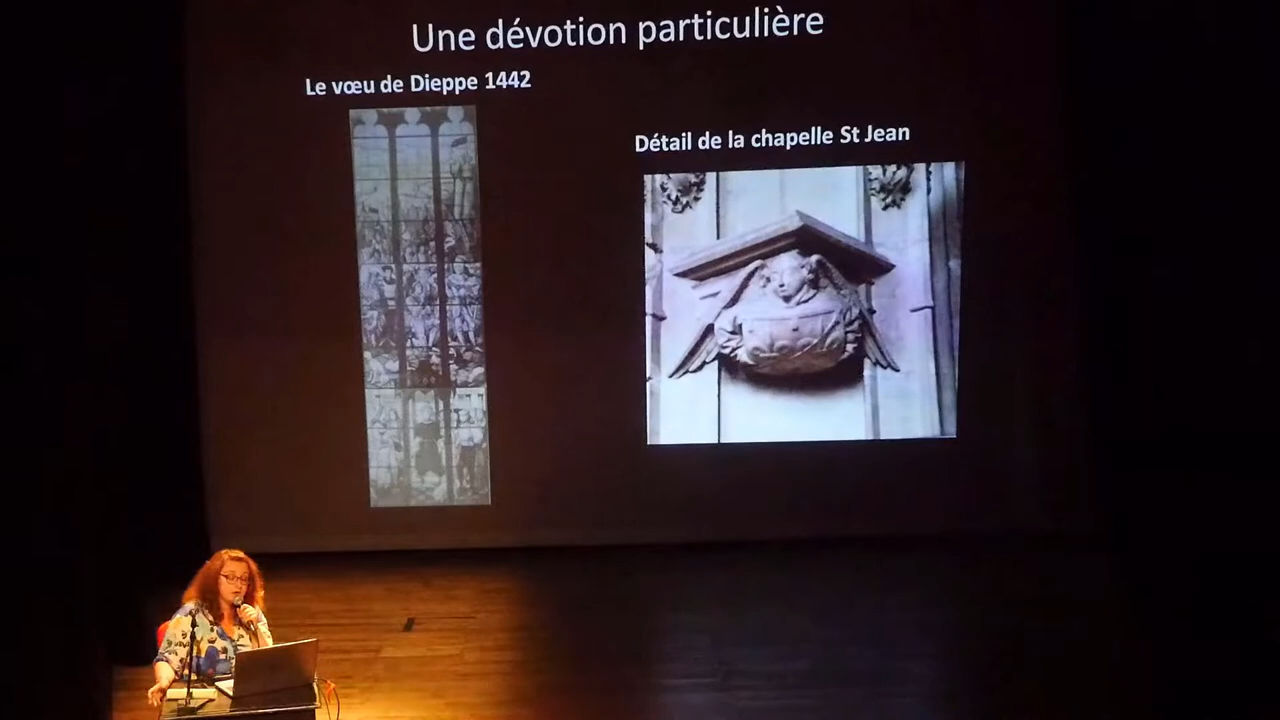 Une dévotion particulière
Le vœu de Dieppe 1442
Détail de la chapelle St Jean